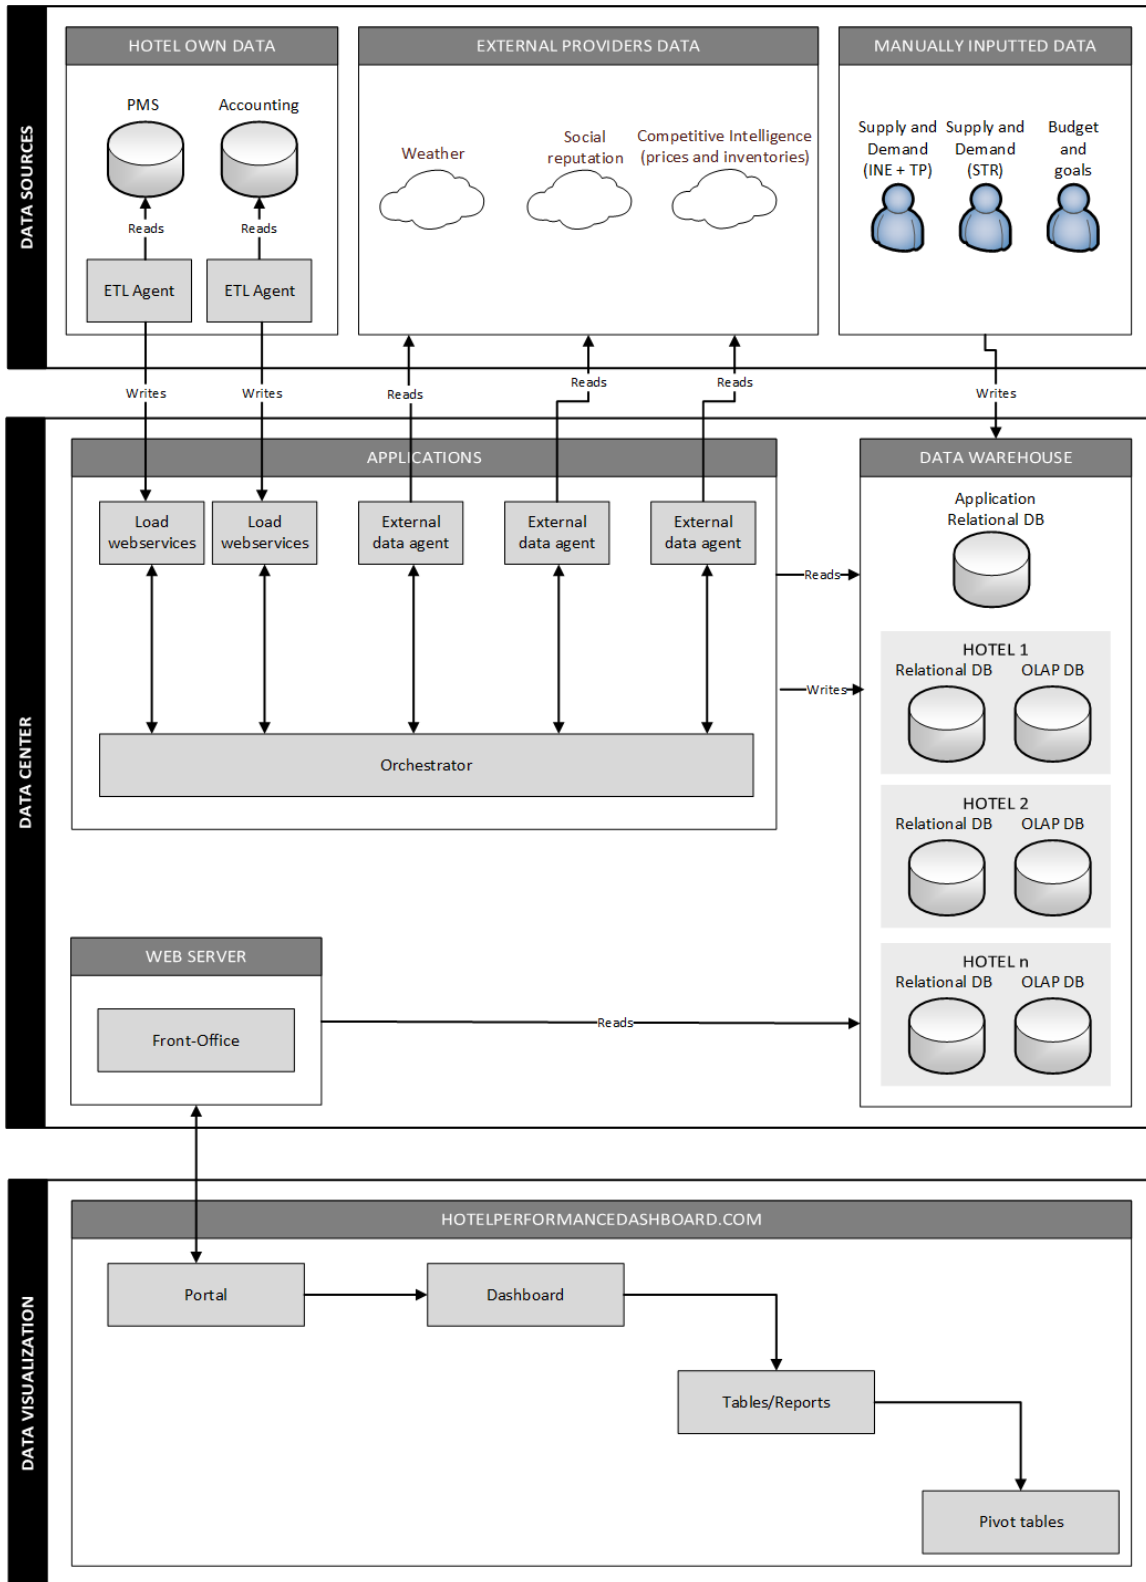 DATA SOURCES
HOTEL OWN DATA
EXTERNAL PROVIDERS DATA
MANUALLY INPUTTED DATA
PMS
Accounting
Reads
Reads
ETL Agent
ETL Agent
Weather
Social
reputation
Competitive Intelligence
(prices and inventories)
Supply and
Demand
(INE + TP)
Supply and
Demand
(STR)
Budget
and
goals
Writes
Writes
Reads
Reads
Reads
Writes
DATA CENTER
APPLICATIONS
DATA WAREHOUSE
Load
webservices
Load
webservices
External
data agent
External
data agent
External
data agent
Orchestrator
Reads
Writes
Application
Relational DB
HOTEL 1
Relational DB
OLAP DB
HOTEL 2
Relational DB
OLAP DB
HOTEL n
Relational DB
OLAP DB
WEB SERVER
Front-Office
Reads
DATA VISUALIZATION
HOTELPERFORMANCEDASHBOARD.COM
Portal
Dashboard
Tables/Reports
Pivot tables